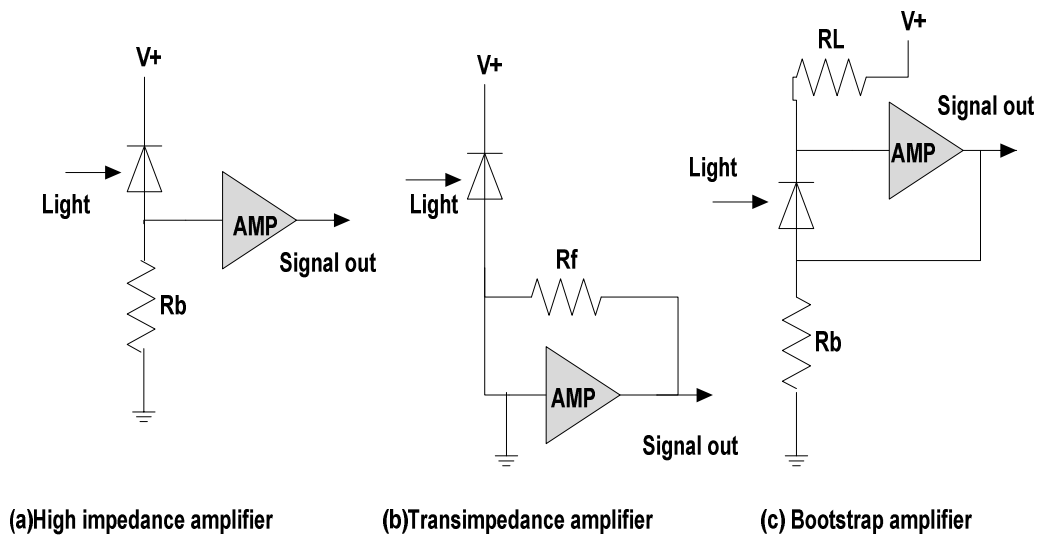 V+
Light
AMP
Signal out
Rb
(a)High impedance amplifier
V+
Light
Rf
AMP
Signal out
(b)Transimpedance amplifier
RL
V+
Signal out
AMP
Light
Rb
(c) Bootstrap amplifier